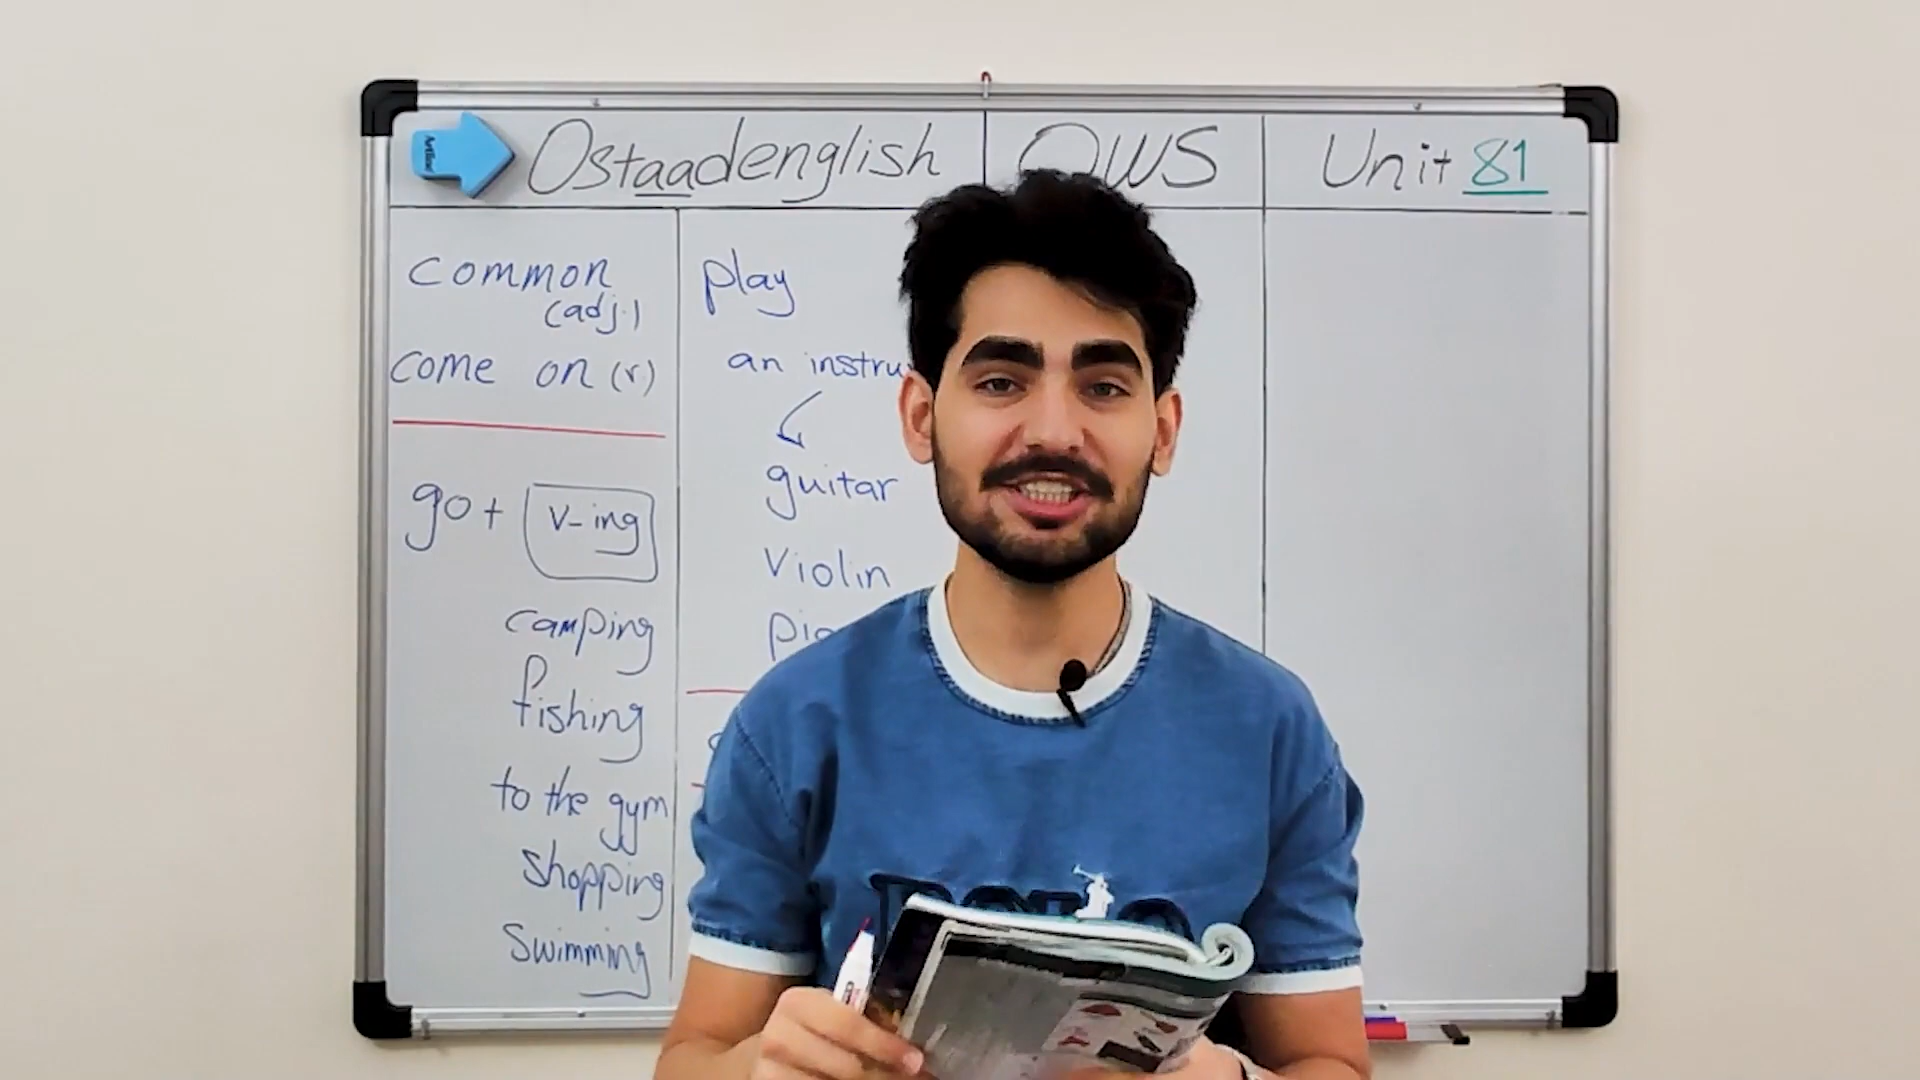 Ostaadenglish OWS Unit 81
common
(adj.)
come on (v)
go + v-ing
camping
fishing
to the gym
shopping
swimming
play
an
guitar
violin
Artline